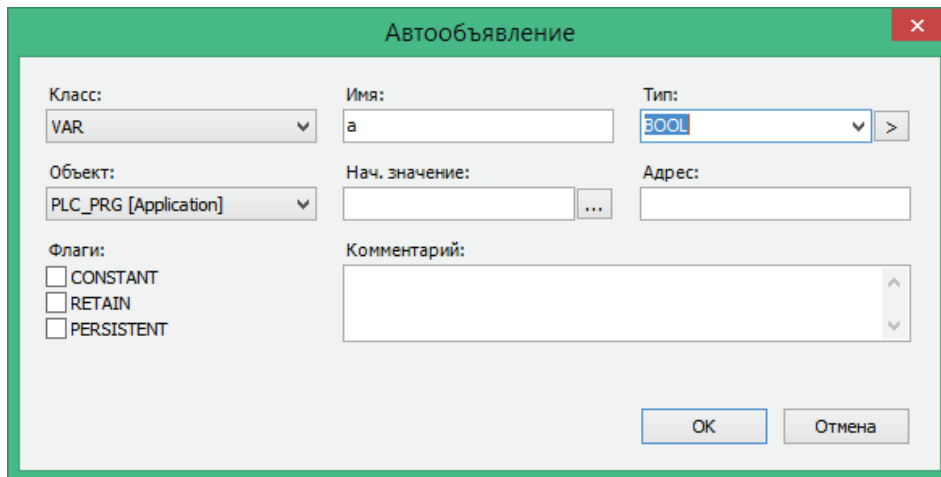 Автообъявление
Класс: Имя: Тип:
VAR a BOOL >
Объект: Нач. значение: Адрес:
PLC_PRG [Application] ...
Флаги: Комментарий:
CONSTANT
RETAIN
PERSISTENT
OK Отмена